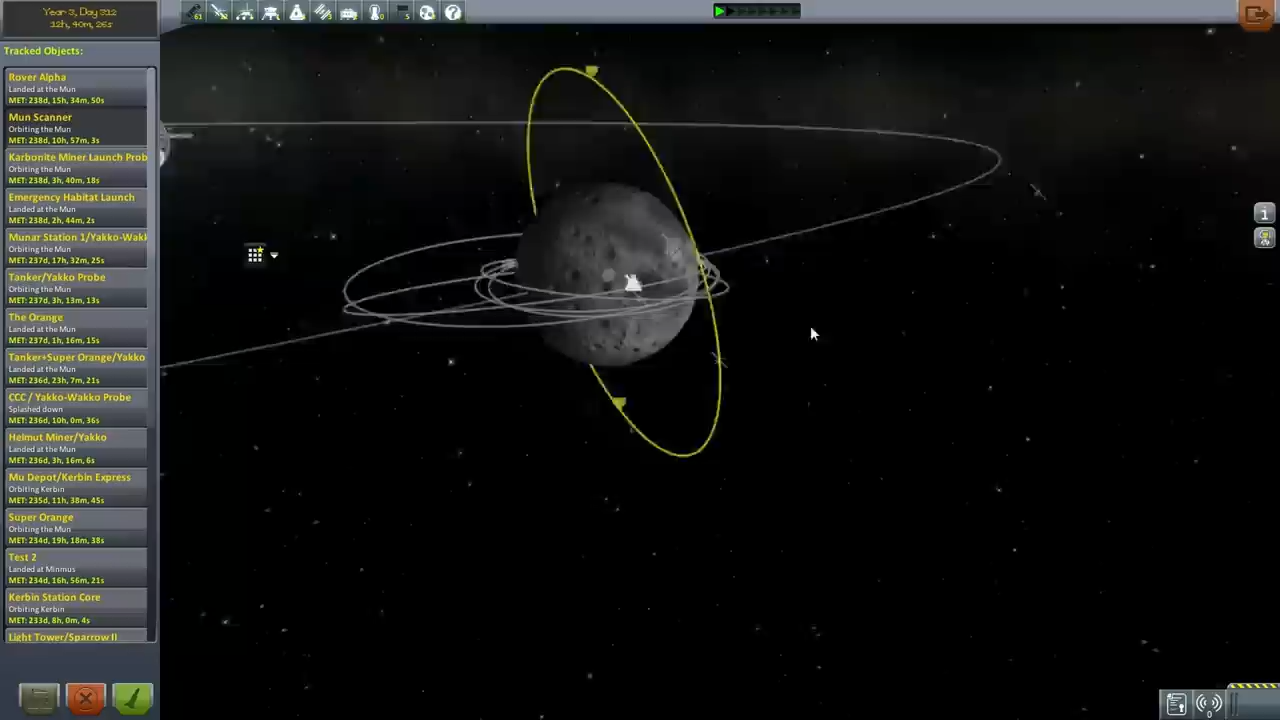 Year 3, Day 312
12h, 40m, 26s
61
5
0
5
Tracked Objects:
Rover Alpha
Landed at the Mun
MET: 238d, 15h, 34m, 50s
Mun Scanner
Orbiting the Mun
MET: 238d, 10h, 57m, 3s
Karbonite Miner Launch Prob
Orbiting the Mun
MET: 238d, 3h, 40m, 18s
Emergency Habitat Launch
Landed at the Mun
MET: 238d, 2h, 44m, 2s
Munar Station 1/Yakko-Wakk
Orbiting the Mun
MET: 237d, 17h, 32m, 25s
Tanker/Yakko Probe
Orbiting the Mun
MET: 237d, 3h, 13m, 13s
The Orange
Landed at the Mun
MET: 237d, 1h, 16m, 15s
Tanker+Super Orange/Yakko
Landed at the Mun
MET: 236d, 23h, 7m, 21s
CCC / Yakko-Wakko Probe
Splashed down
MET: 236d, 10h, 0m, 36s
Helmut Miner/Yakko
Landed at the Mun
MET: 236d, 3h, 16m, 6s
Mu Depot/Kerbin Express
Orbiting Kerbin
MET: 235d, 11h, 38m, 45s
Super Orange
Orbiting the Mun
MET: 234d, 19h, 18m, 38s
Test 2
Landed at Minmus
MET: 234d, 16h, 56m, 21s
Kerbin Station Core
Orbiting Kerbin
MET: 233d, 8h, 0m, 4s
Light Tower/Sparrow II
0